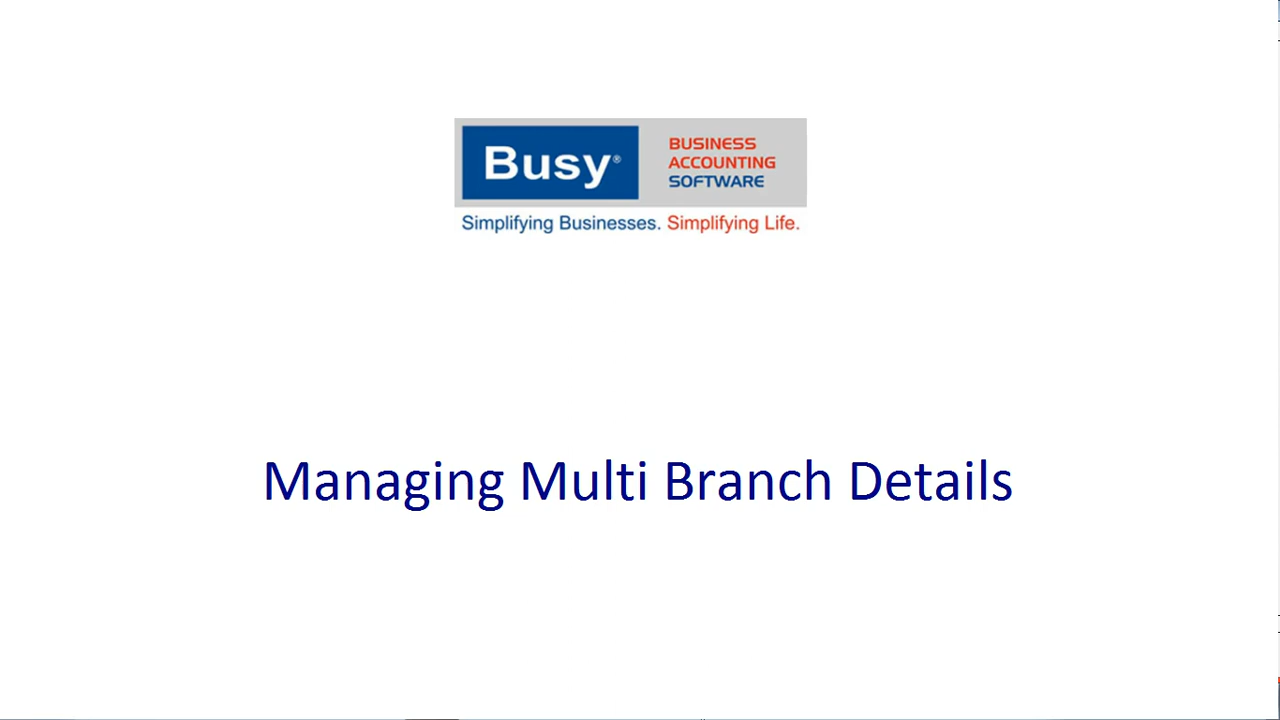 Busy®
BUSINESS
ACCOUNTING
SOFTWARE
Simplifying Businesses. Simplifying Life.
Managing Multi Branch Details